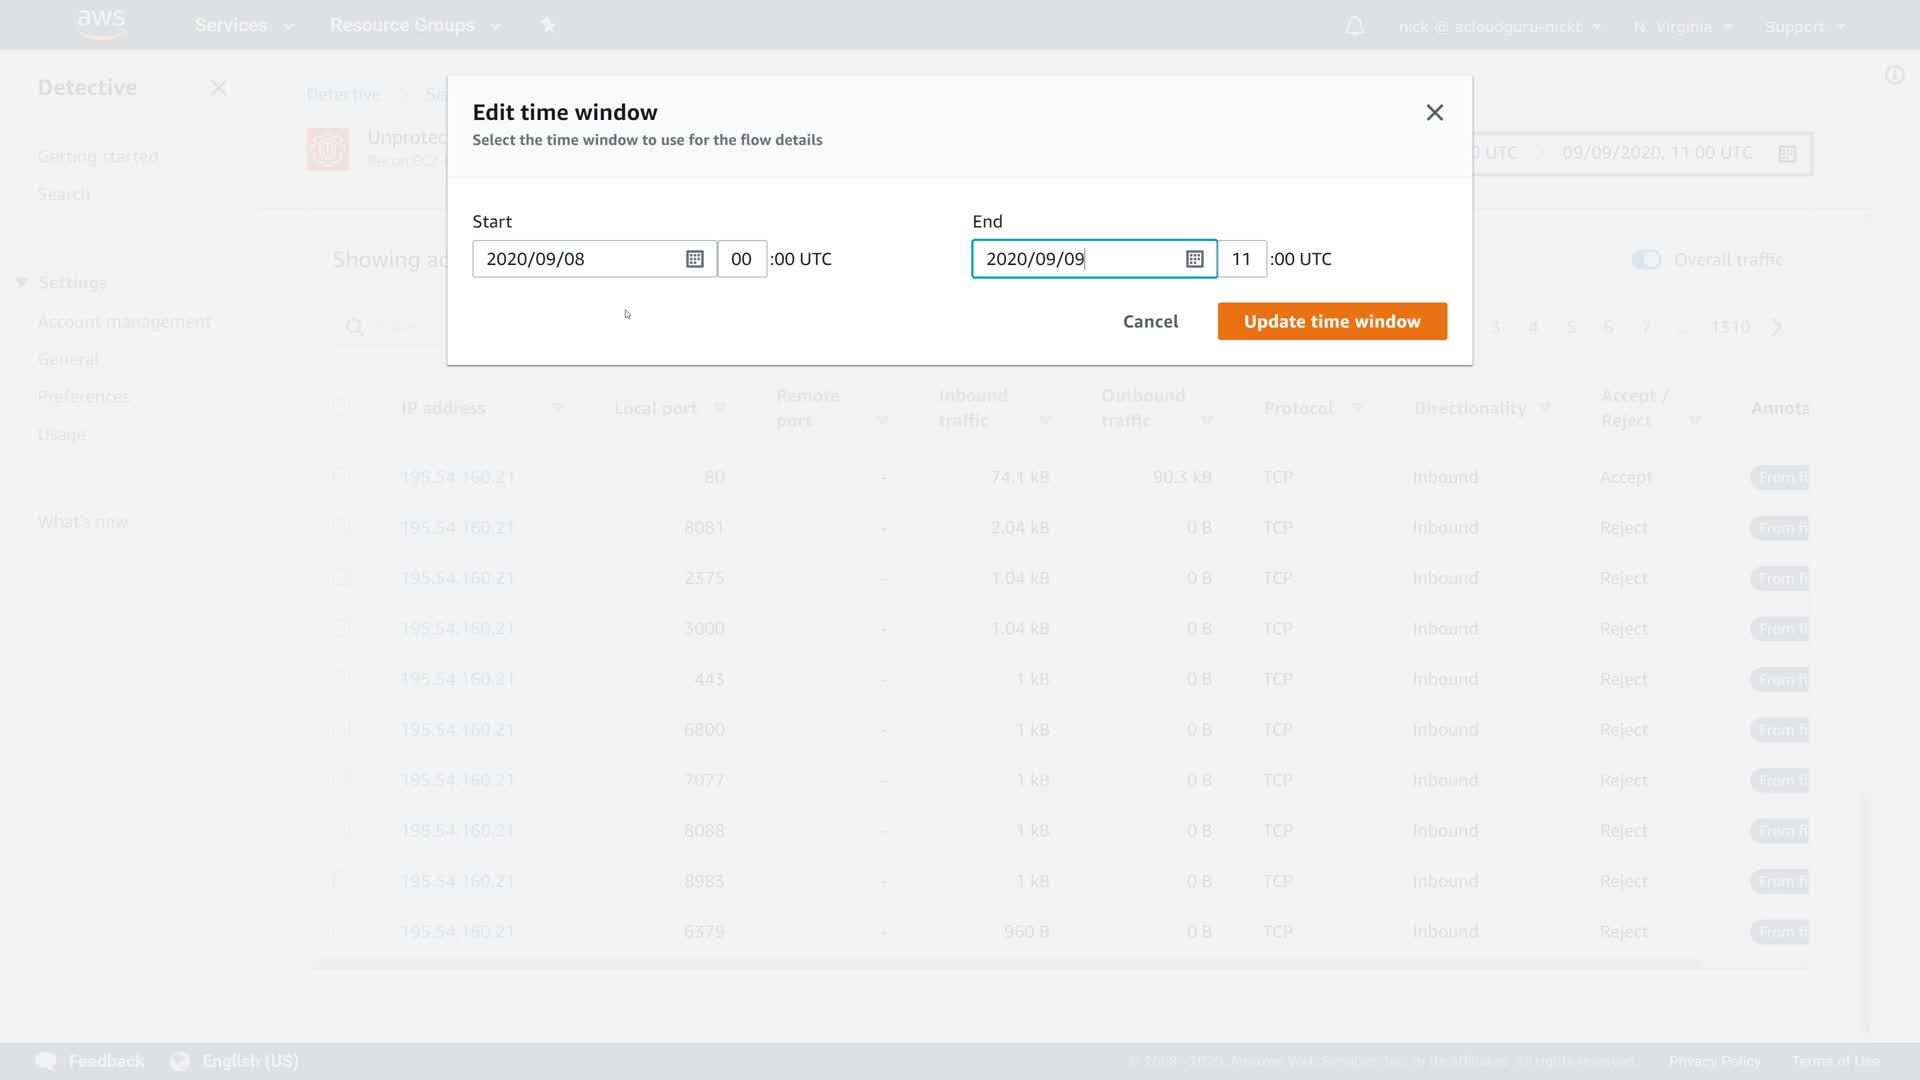 aws Services Resource Groups nick @ acloudguru-nickt N. Virginia Support
Detective
Getting started
Search
Settings
Account management
General
Preferences
Usage
What's new
Detective
Unprotec
Edit time window
Select the time window to use for the flow details
Start
2020/09/08 00 :00 UTC
End
2020/09/09 11 :00 UTC
Cancel Update time window
0 UTC 09/09/2020, 11:00 UTC
Showing ac
Overall traffic
3 4 5 6 7 ... 1310
IP address Local port Remote port Inbound traffic Outbound traffic Protocol Directionality Accept / Reject Annota
195.54.160.21 80 - 74.1 kB 90.3 kB TCP Inbound Accept From fi
195.54.160.21 8081 - 2.04 kB 0 B TCP Inbound Reject From fi
195.54.160.21 2375 - 1.04 kB 0 B TCP Inbound Reject From fi
195.54.160.21 3000 - 1.04 kB 0 B TCP Inbound Reject From fi
195.54.160.21 443 - 1 kB 0 B TCP Inbound Reject From fi
195.54.160.21 6800 - 1 kB 0 B TCP Inbound Reject From fi
195.54.160.21 7077 - 1 kB 0 B TCP Inbound Reject From fi
195.54.160.21 8088 - 1 kB 0 B TCP Inbound Reject From fi
195.54.160.21 8983 - 1 kB 0 B TCP Inbound Reject From fi
195.54.160.21 6379 - 960 B 0 B TCP Inbound Reject From fi
Feedback English (US) © 2008 - 2020, Amazon Web Services, Inc. or its affiliates. All rights reserved. Privacy Policy Terms of Use